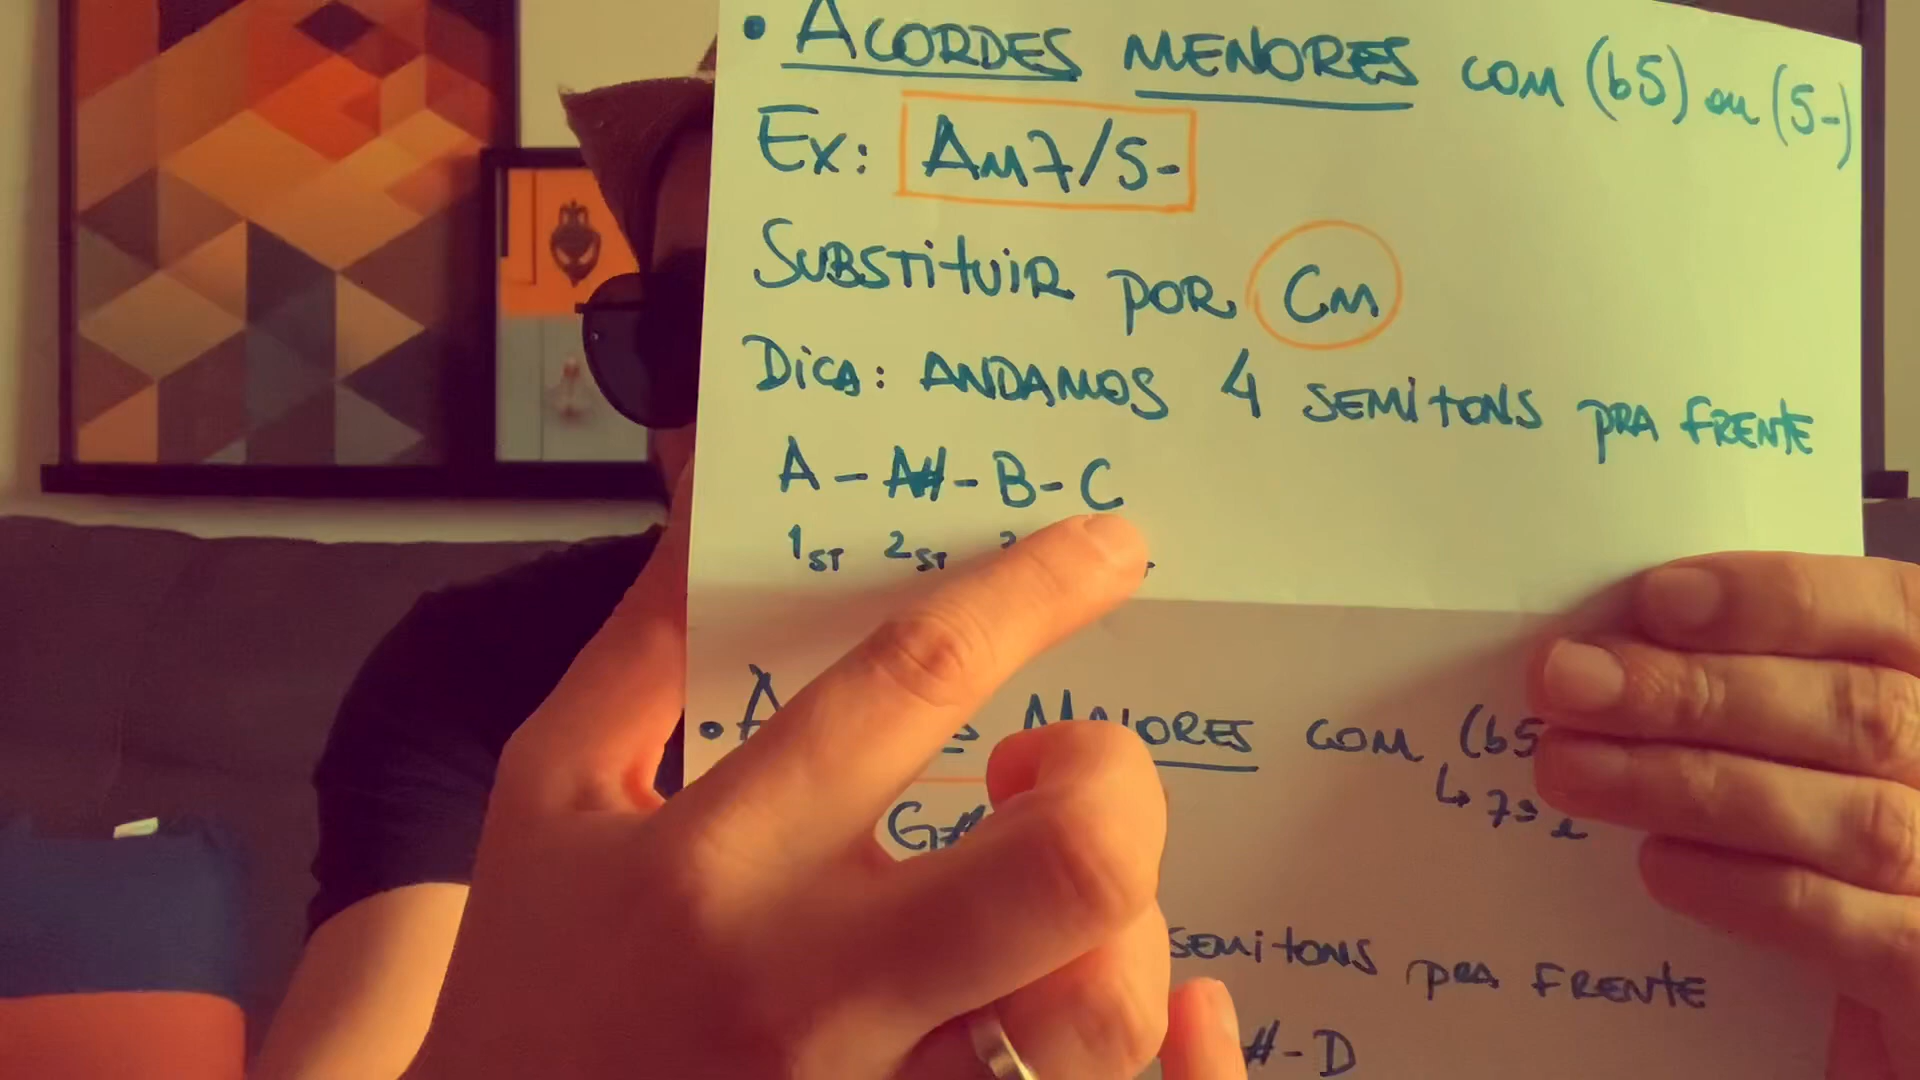 • ACORDES MENORES COM (b5) ou (5-)
Ex: Am7/5-
SUBSTITUIR POR Cm
DICA: ANDAMOS 4 SEMITONS PRA FRENTE
A - A# - B - C
1ST 2ST
• MAIORES COM (b5
↳ 7ª e
G#
SEMITONS PRA FRENTE
# - D